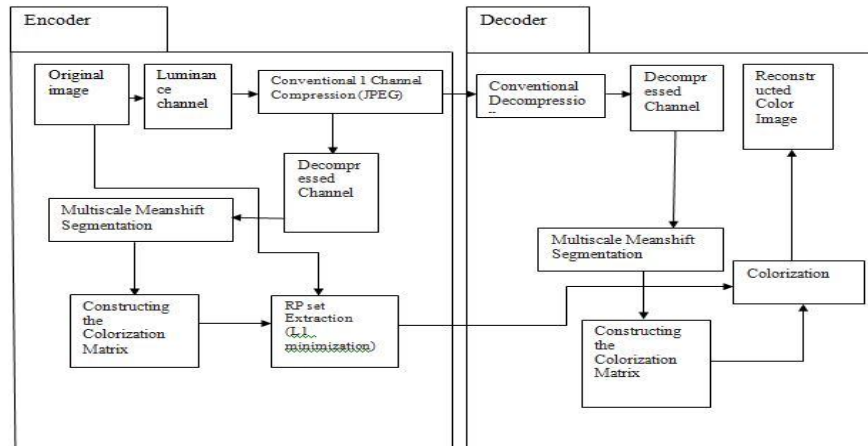 Encoder
Original
image
Luminan
ce
channel
Conventional 1 Channel
Compression (JPEG)
Decompr
essed
Channel
Multiscale Meanshift
Segmentation
Constructing
the
Colorization
Matrix
RP set
Extraction
(L1
minimization)
Decoder
Conventional
Decompressio
Decompr
essed
Channel
Reconstr
ucted
Color
Image
Multiscale Meanshift
Segmentation
Colorization
Constructing
the
Colorization
Matrix